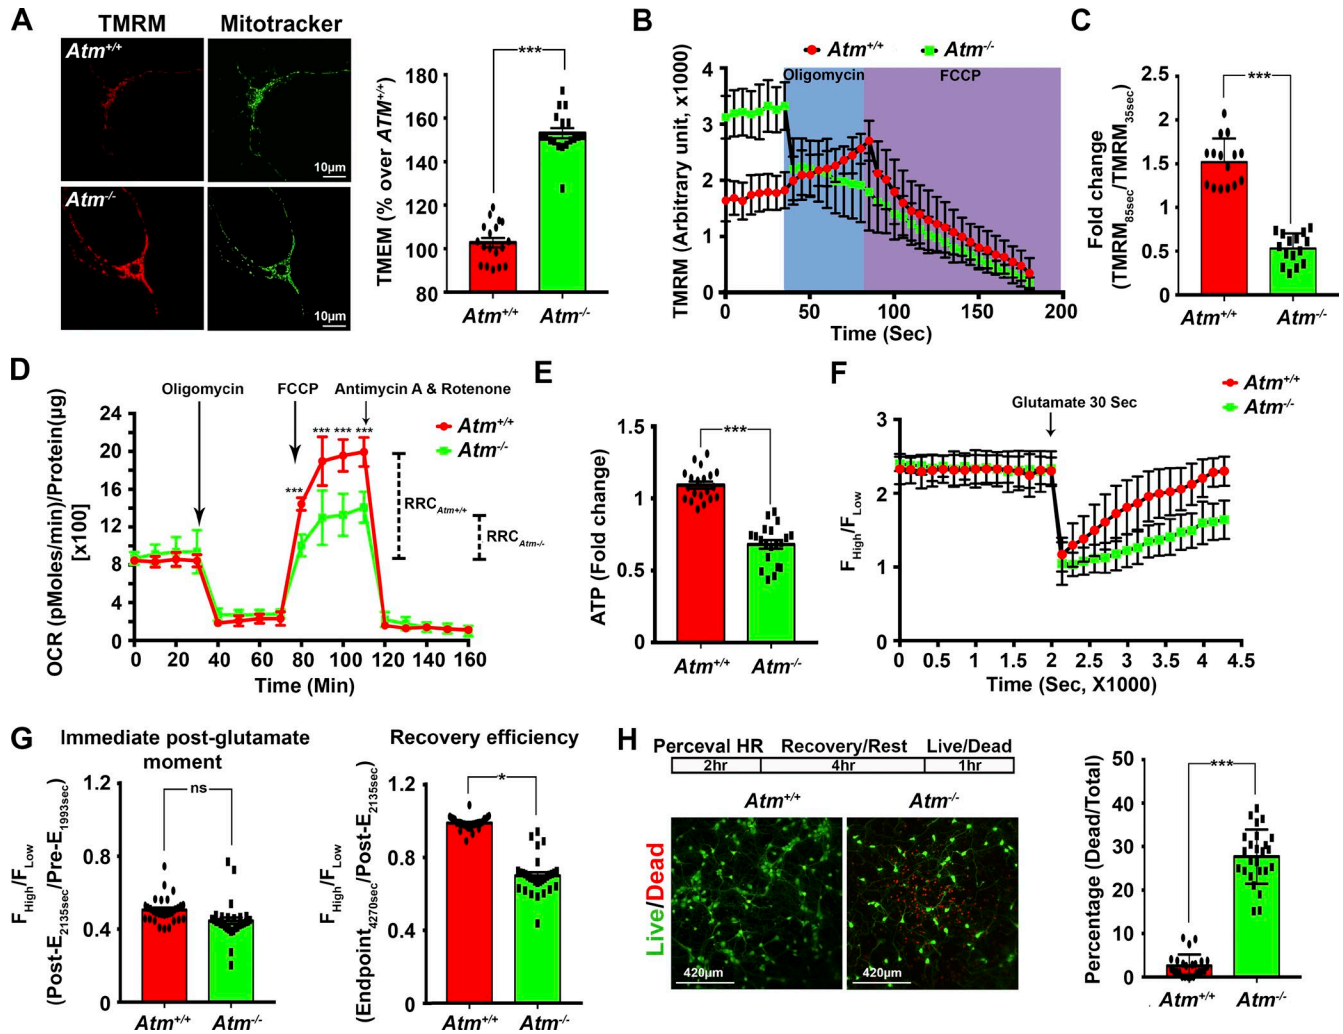 A
TMRM
Mitotracker
Atm+/+
10µm
Atm-/-
10µm
TMEM (% over ATM+/+)
180
160
140
120
100
80
***
Atm+/+
Atm-/-
B
Atm+/+
Atm-/-
Oligomycin
FCCP
TMRM (Arbitrary unit, x1000)
4
3
2
1
0
0
50
100
150
200
Time (Sec)
C
Fold change
(TMRM85sec/TMRM35sec)
2.5
2
1.5
1
0.5
0
***
Atm+/+
Atm-/-
D
Oligomycin
FCCP
Antimycin A & Rotenone
OCR (pMoles/min)/Protein(µg)
[x100]
24
20
16
12
8
4
0
***
***
***
***
Atm+/+
Atm-/-
RRCAtm+/+
RRCAtm-/-
0
20
40
60
80
100
120
140
160
Time (Min)
E
ATP (Fold change)
1.5
1
0.5
0
***
Atm+/+
Atm-/-
F
Atm+/+
Atm-/-
Glutamate 30 Sec
FHigh/FLow
3
2
1
0
0
0.5
1
1.5
2
2.5
3
3.5
4
4.5
Time (Sec, X1000)
G
Immediate post-glutamate
moment
FHigh/FLow
(Post-E2135sec/Pre-E1993sec)
1.2
0.8
0.4
0
ns
Atm+/+
Atm-/-
Recovery efficiency
FHigh/FLow
(Endpoint4270sec/Post-E2135sec)
1.2
0.8
0.4
0
*
Atm+/+
Atm-/-
H
Perceval HR
Recovery/Rest
Live/Dead
2hr
4hr
1hr
Atm+/+
Atm-/-
Live/Dead
420µm
420µm
Percentage (Dead/Total)
50
40
30
20
10
0
***
Atm+/+
Atm-/-